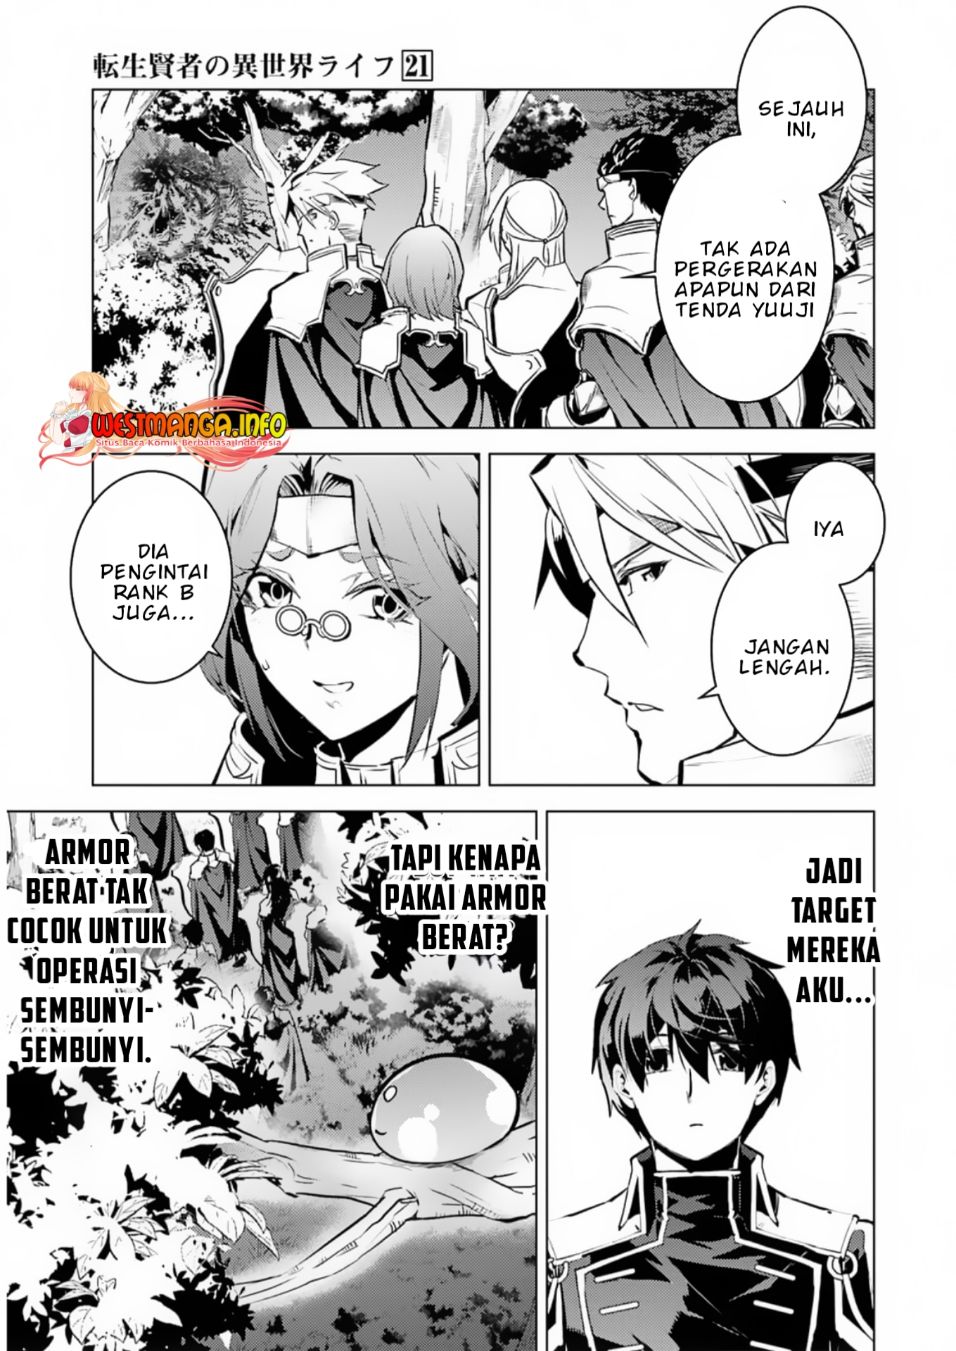 転生賢者の異世界ライフ 21
SEJAUH
INI,
TAK ADA
PERGERAKAN
APAPUN DARI
TENDA YUUJI
WESTMANGA.INFO
Situs Baca Komik Berbahasa Indonesia
IYA
JANGAN
LENGAH.
DIA
PENGINTAI
RANK B
JUGA...
JADI
TARGET
MEREKA
AKU...
TAPI KENAPA
PAKAI ARMOR
BERAT?
ARMOR
BERAT TAK
COCOK UNTUK
OPERASI
SEMBUNYI-
SEMBUNYI.